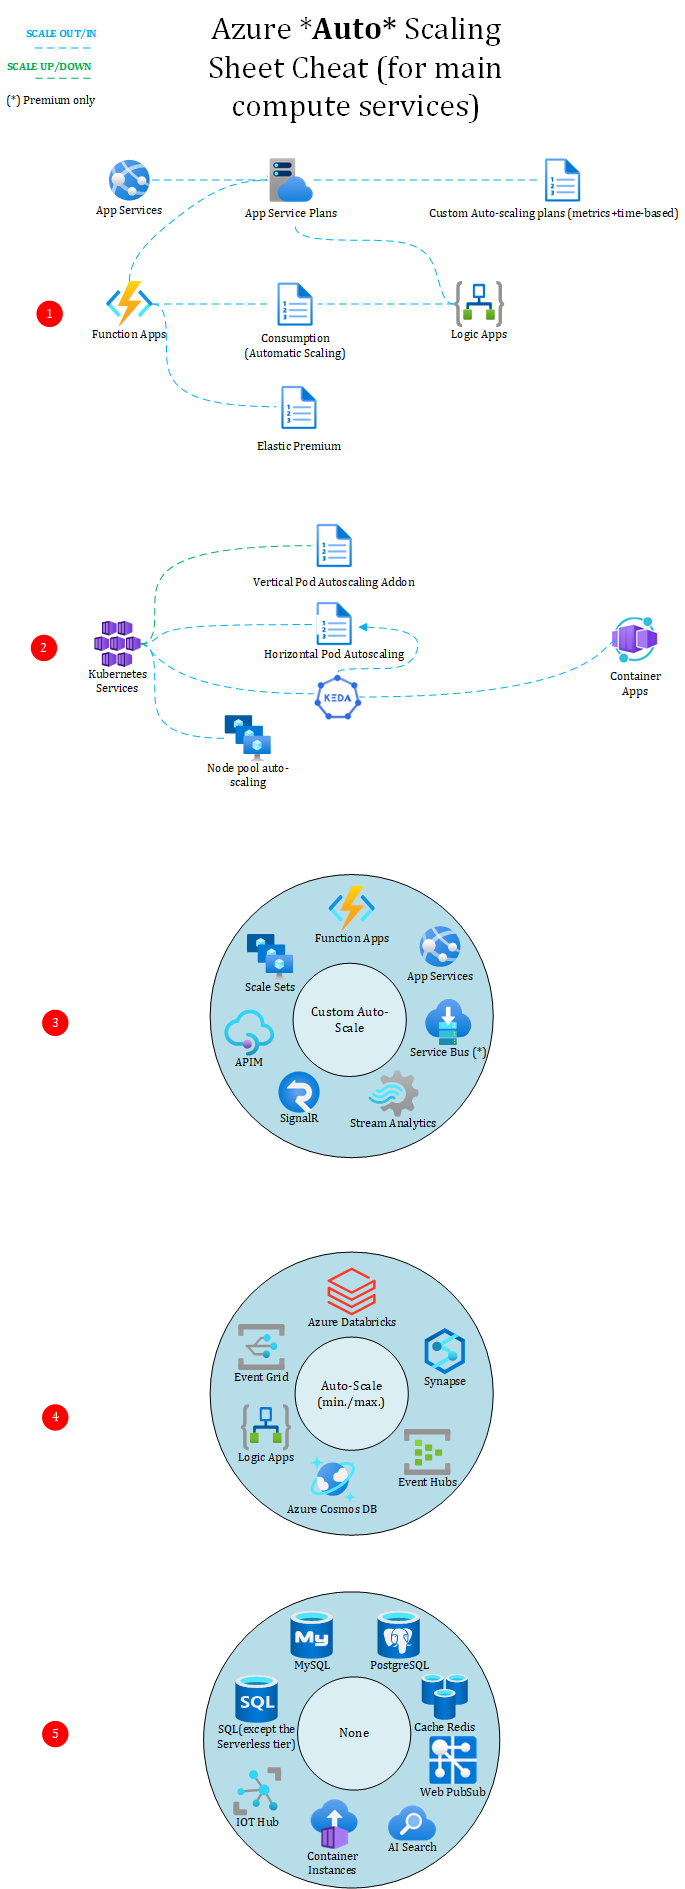 SCALE OUT/IN
SCALE UP/DOWN
(*) Premium only
Azure *Auto* Scaling
Sheet Cheat (for main
compute services)
App Services
App Service Plans
Custom Auto-scaling plans (metrics+time-based)
1
Function Apps
Consumption
(Automatic Scaling)
Logic Apps
Elastic Premium
Vertical Pod Autoscaling Addon
2
Kubernetes
Services
Horizontal Pod Autoscaling
KEDA
Container
Apps
Node pool auto-
scaling
3
Function Apps
Scale Sets
App Services
Custom Auto-
Scale
APIM
Service Bus (*)
SignalR
Stream Analytics
4
Azure Databricks
Event Grid
Synapse
Auto-Scale
(min./max.)
Logic Apps
Event Hubs
Azure Cosmos DB
5
My
MySQL
PostgreSQL
SQL
SQL(except the
Serverless tier)
Cache Redis
None
Web PubSub
IOT Hub
AI Search
Container
Instances